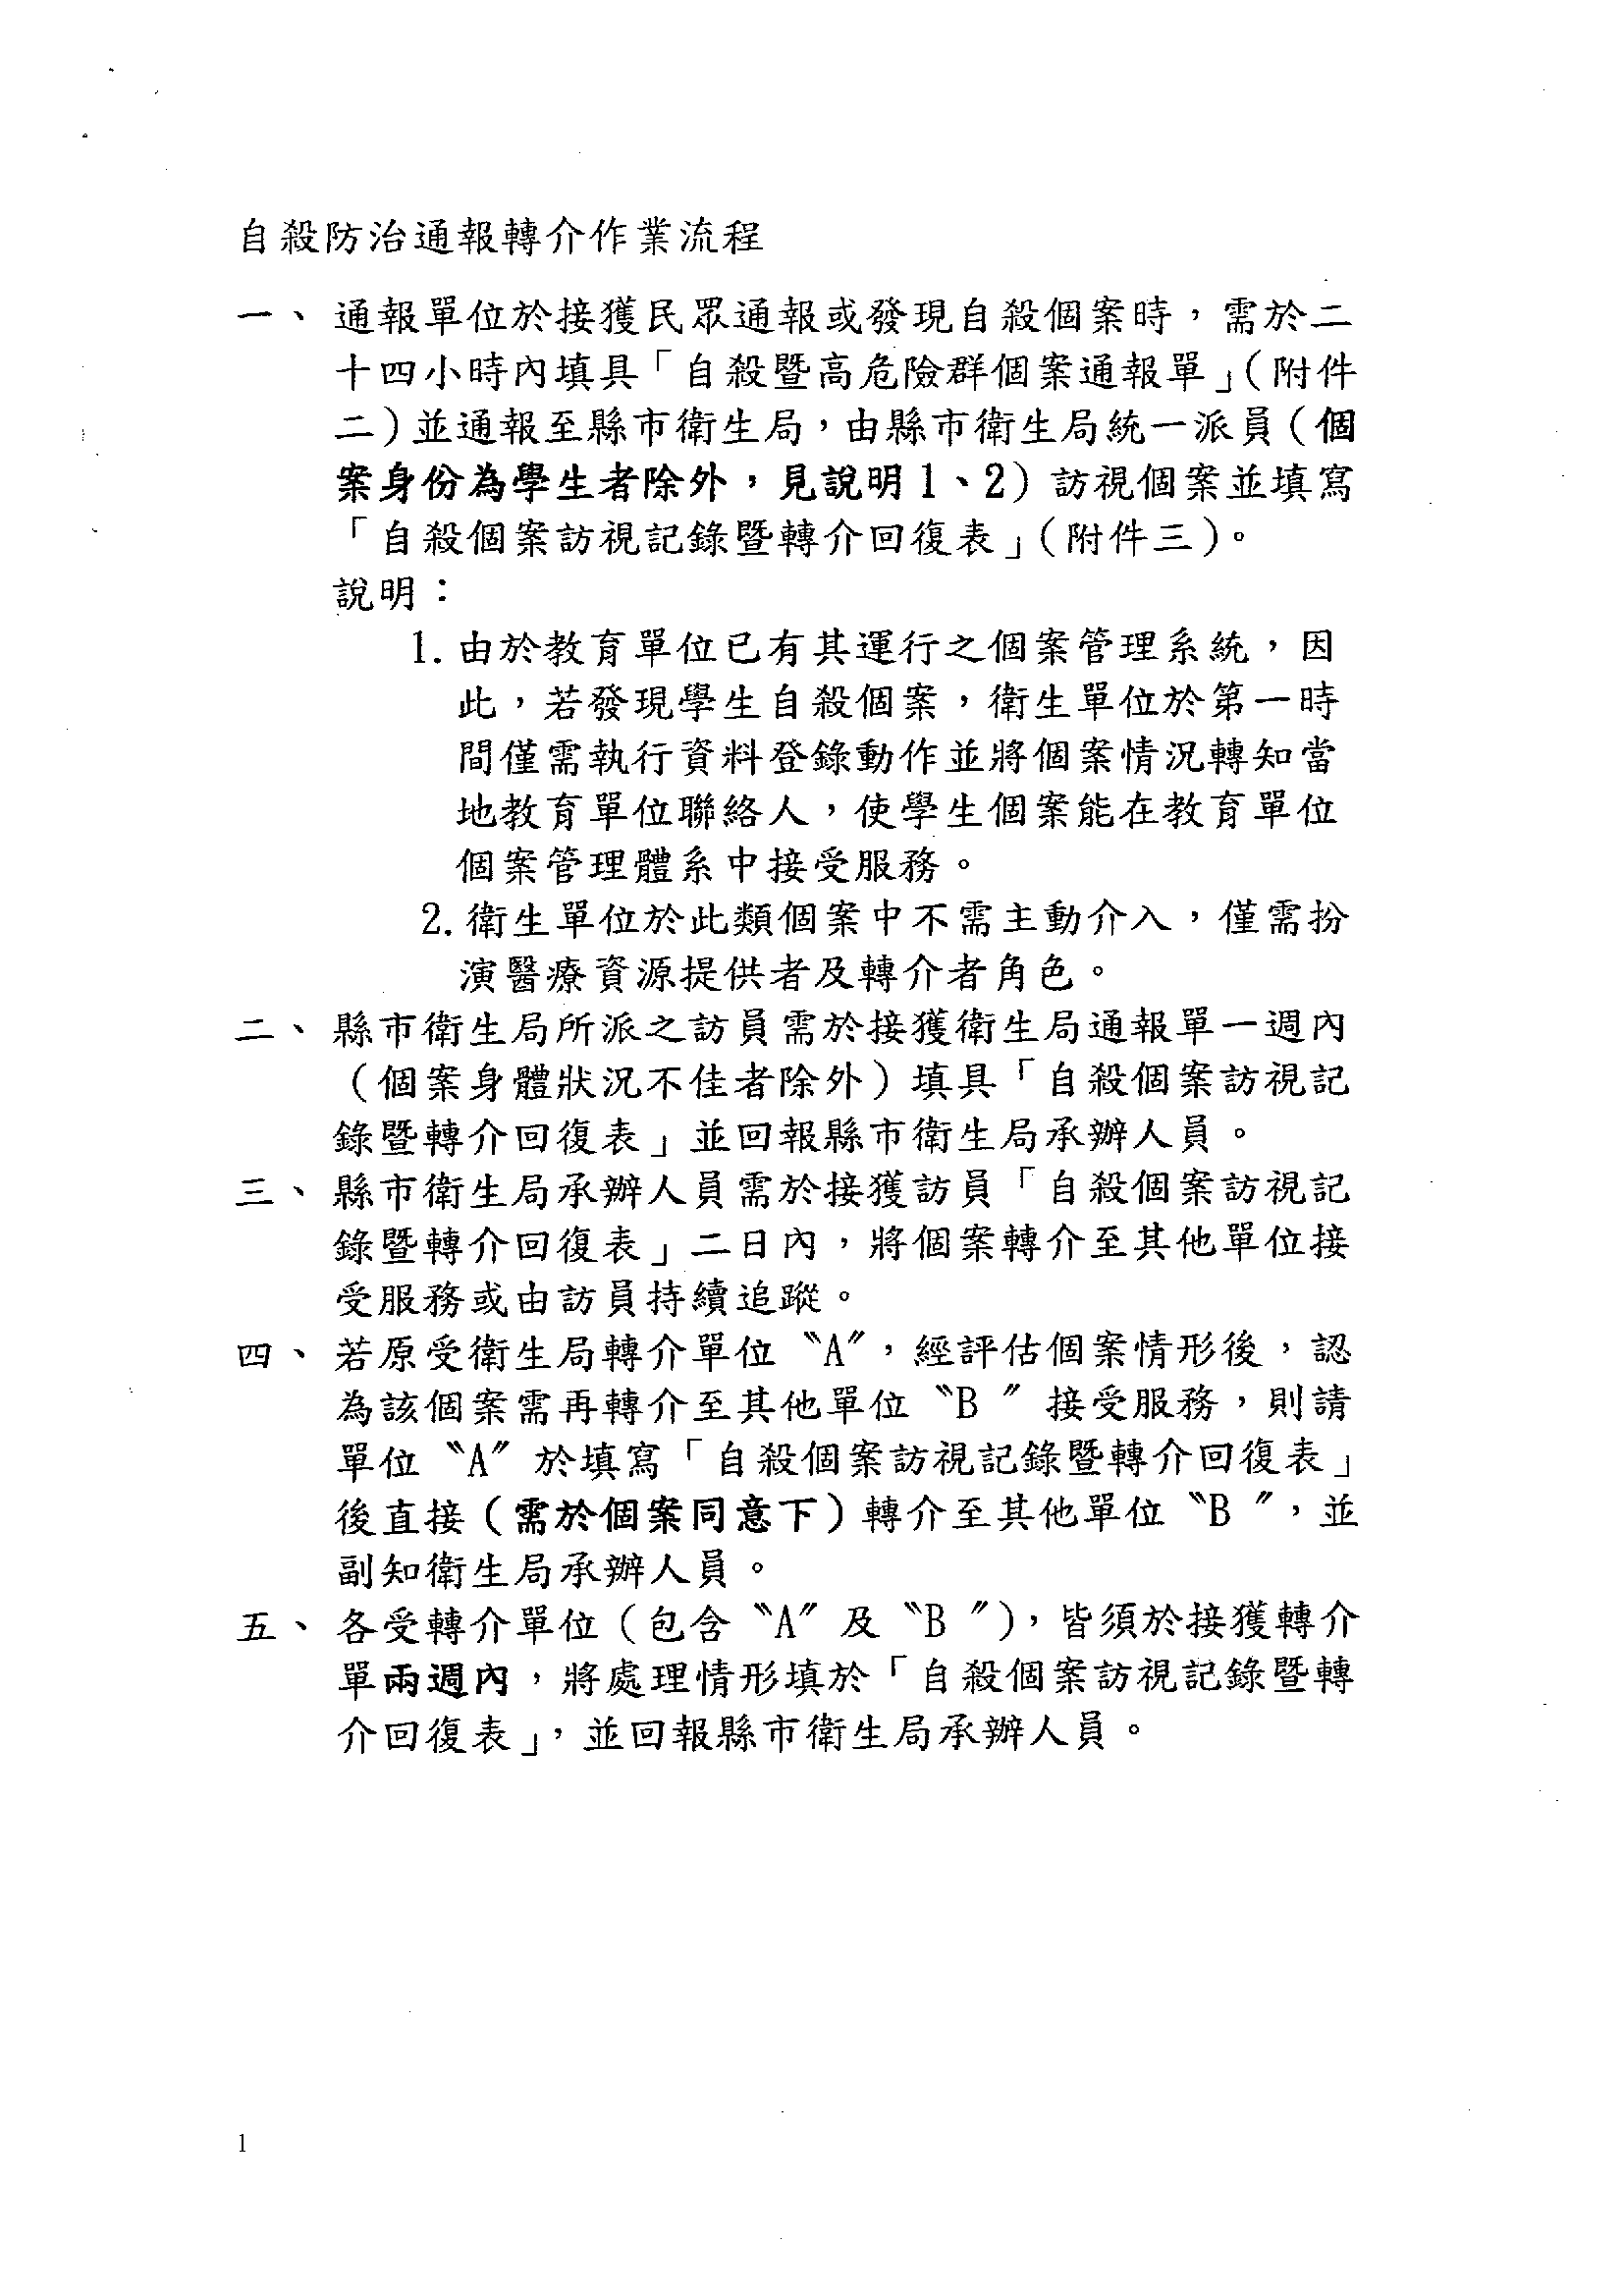 自殺防治通報轉介作業流程
一、通報單位於接獲民眾通報或發現自殺個案時，需於二
十四小時內填具「自殺暨高危險群個案通報單」(附件
二)並通報至縣市衛生局，由縣市衛生局統一派員(個
案身份為學生者除外，見說明1、2)訪視個案並填寫
「自殺個案訪視記錄暨轉介回復表」(附件三)。
說明：
1.由於教育單位已有其運行之個案管理系統，因
此，若發現學生自殺個案，衛生單位於第一時
間僅需執行資料登錄動作並將個案情況轉知當
地教育單位聯絡人，使學生個案能在教育單位
個案管理體系中接受服務。
2.衛生單位於此類個案中不需主動介入，僅需扮
演醫療資源提供者及轉介者角色。
二、縣市衛生局所派之訪員需於接獲衛生局通報單一週內
(個案身體狀況不佳者除外)填具「自殺個案訪視記
錄暨轉介回復表」並回報縣市衛生局承辦人員。
三、縣市衛生局承辦人員需於接獲訪員「自殺個案訪視記
錄暨轉介回復表」二日內，將個案轉介至其他單位接
受服務或由訪員持續追蹤。
四、若原受衛生局轉介單位〝A〞，經評估個案情形後，認
為該個案需再轉介至其他單位〝B〞接受服務，則請
單位〝A〞於填寫「自殺個案訪視記錄暨轉介回復表」
後直接(需於個案同意下)轉介至其他單位〝B〞，並
副知衛生局承辦人員。
五、各受轉介單位(包含〝A〞及〝B〞)，皆須於接獲轉介
單兩週內，將處理情形填於「自殺個案訪視記錄暨轉
介回復表」，並回報縣市衛生局承辦人員。
1